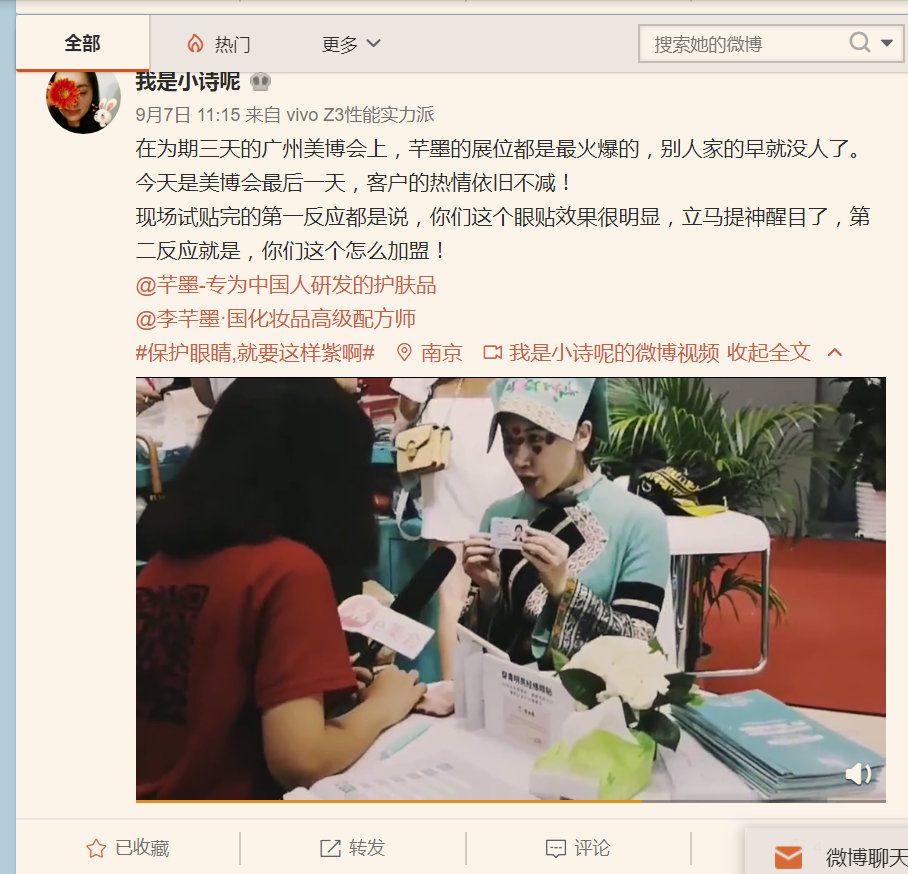 全部
热门
更多
搜索她的微博
我是小诗呢
9月7日 11:15 来自 vivo Z3性能实力派
在为期三天的广州美博会上，芊墨的展位都是最火爆的，别人家的早就没人了。
今天是美博会最后一天，客户的热情依旧不减！
现场试贴完的第一反应都是说，你们这个眼贴效果很明显，立马提神醒目了，第
二反应就是，你们这个怎么加盟！
@芊墨-专为中国人研发的护肤品
@李芊墨·国化妆品高级配方师
#保护眼睛,就要这样紫啊# 南京 我是小诗呢的微博视频 收起全文
e美会
已收藏
转发
评论
微博聊天